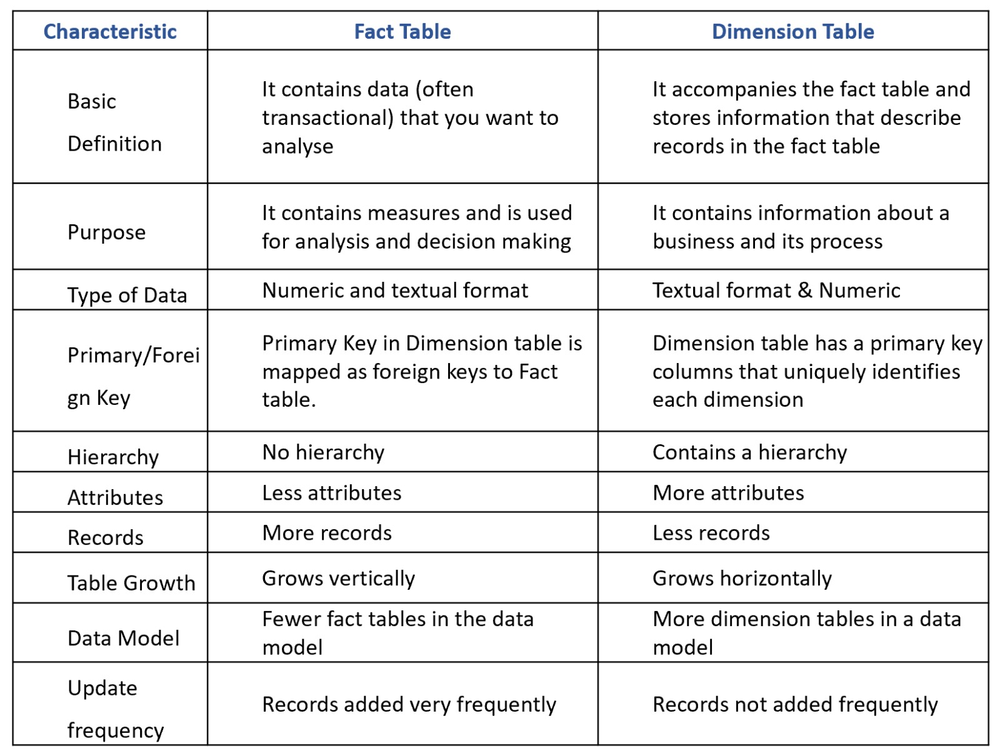 Characteristic
Fact Table
Dimension Table
Basic
Definition
It contains data (often
transactional) that you want to
analyse
It accompanies the fact table and
stores information that describe
records in the fact table
Purpose
It contains measures and is used
for analysis and decision making
It contains information about a
business and its process
Type of Data
Numeric and textual format
Textual format & Numeric
Primary/Forei
gn Key
Primary Key in Dimension table is
mapped as foreign keys to Fact
table.
Dimension table has a primary key
columns that uniquely identifies
each dimension
Hierarchy
No hierarchy
Contains a hierarchy
Attributes
Less attributes
More attributes
Records
More records
Less records
Table Growth
Grows vertically
Grows horizontally
Data Model
Fewer fact tables in the data
model
More dimension tables in a data
model
Update
frequency
Records added very frequently
Records not added frequently